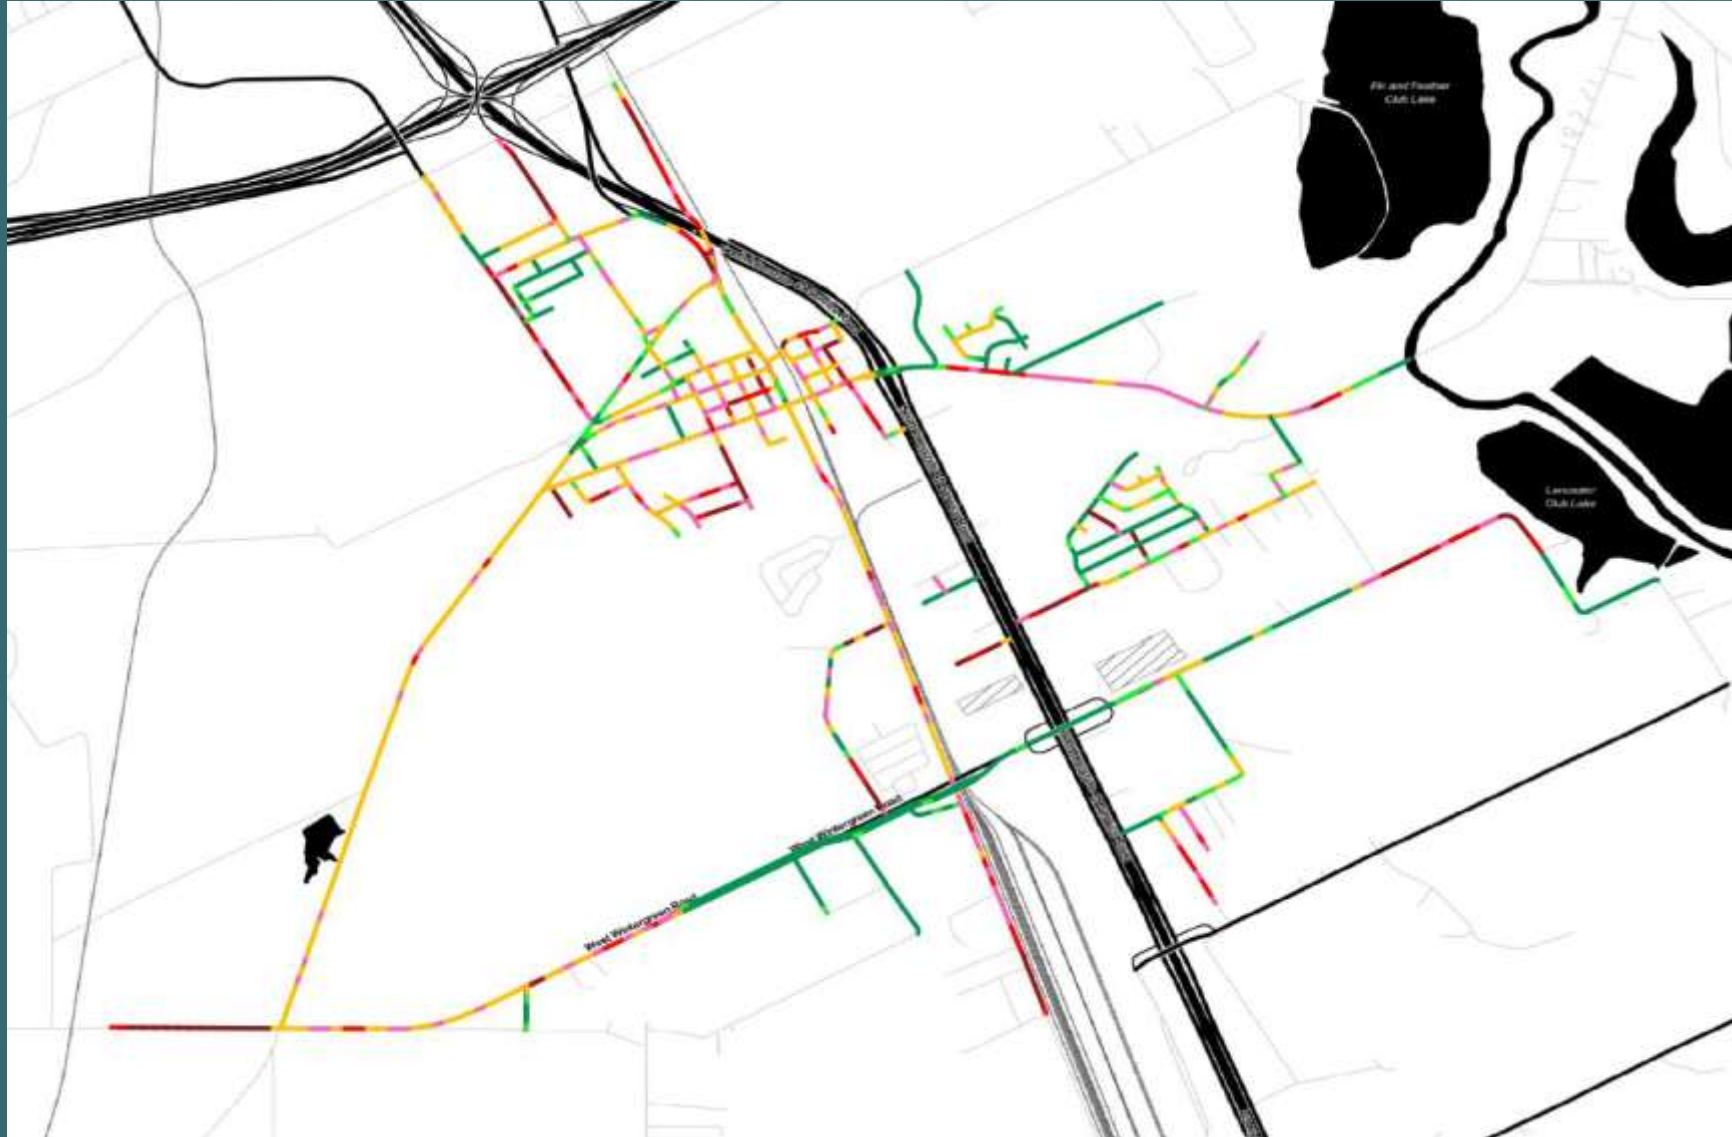 Fin and Feather
Club Lake
Lancaster
Club Lake
West Wintergreen Road
West Wintergreen Road